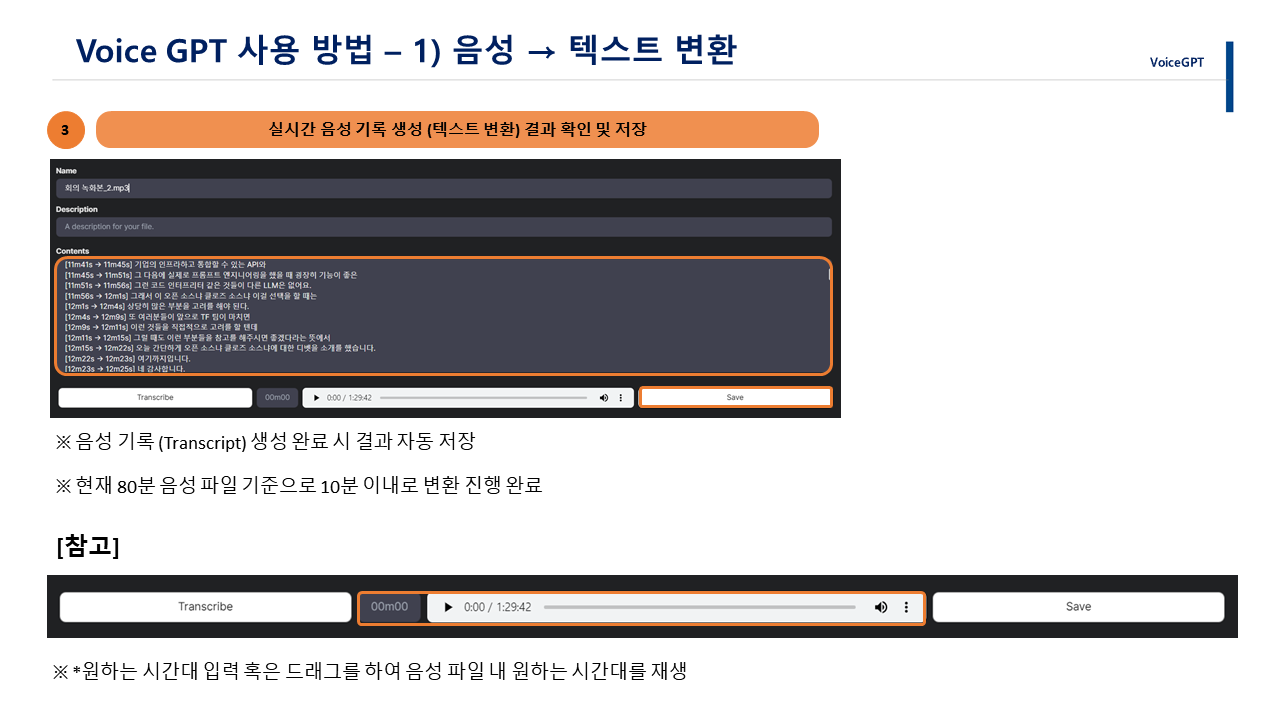 Voice GPT 사용 방법 – 1) 음성 → 텍스트 변환
VoiceGPT
3
실시간 음성 기록 생성 (텍스트 변환) 결과 확인 및 저장
Name
회의 녹화본_2.mp3
Description
A description for your file.
Contents
[11m41s → 11m45s] 기업의 인프라하고 통합할 수 있는 API와
[11m45s → 11m51s] 그 다음에 실제로 프롬프트 엔지니어링을 했을 때 굉장히 기능이 좋은
[11m51s → 11m56s] 그런 코드 인터프리터 같은 것들이 다른 LLM은 없어요.
[11m56s → 12m1s] 그래서 이 오픈 소스냐 클로즈 소스냐 이걸 선택을 할 때는
[12m1s → 12m4s] 상당히 많은 부분을 고려를 해야 된다.
[12m4s → 12m9s] 또 여러분들이 앞으로 TF 팀이 마치면
[12m9s → 12m11s] 이런 것들을 직접적으로 고려를 할 텐데
[12m11s → 12m15s] 그럴 때도 이런 부분들을 참고를 해주시면 좋겠다라는 뜻에서
[12m15s → 12m22s] 오늘 간단하게 오픈 소스냐 클로즈 소스냐에 대한 디벳을 소개를 했습니다.
[12m22s → 12m23s] 여기까지입니다.
[12m23s → 12m25s] 네 감사합니다.
Transcribe
00m00
0:00 / 1:29:42
Save
※ 음성 기록 (Transcript) 생성 완료 시 결과 자동 저장
※ 현재 80분 음성 파일 기준으로 10분 이내로 변환 진행 완료
[참고]
Transcribe
00m00
0:00 / 1:29:42
Save
※ *원하는 시간대 입력 혹은 드래그를 하여 음성 파일 내 원하는 시간대를 재생